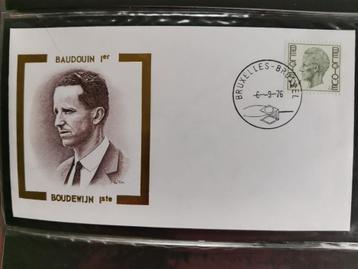 BAUDOUIN Ier
BOUDEWIJN Iste
BRUXELLES-BRUSSEL
6-9-76